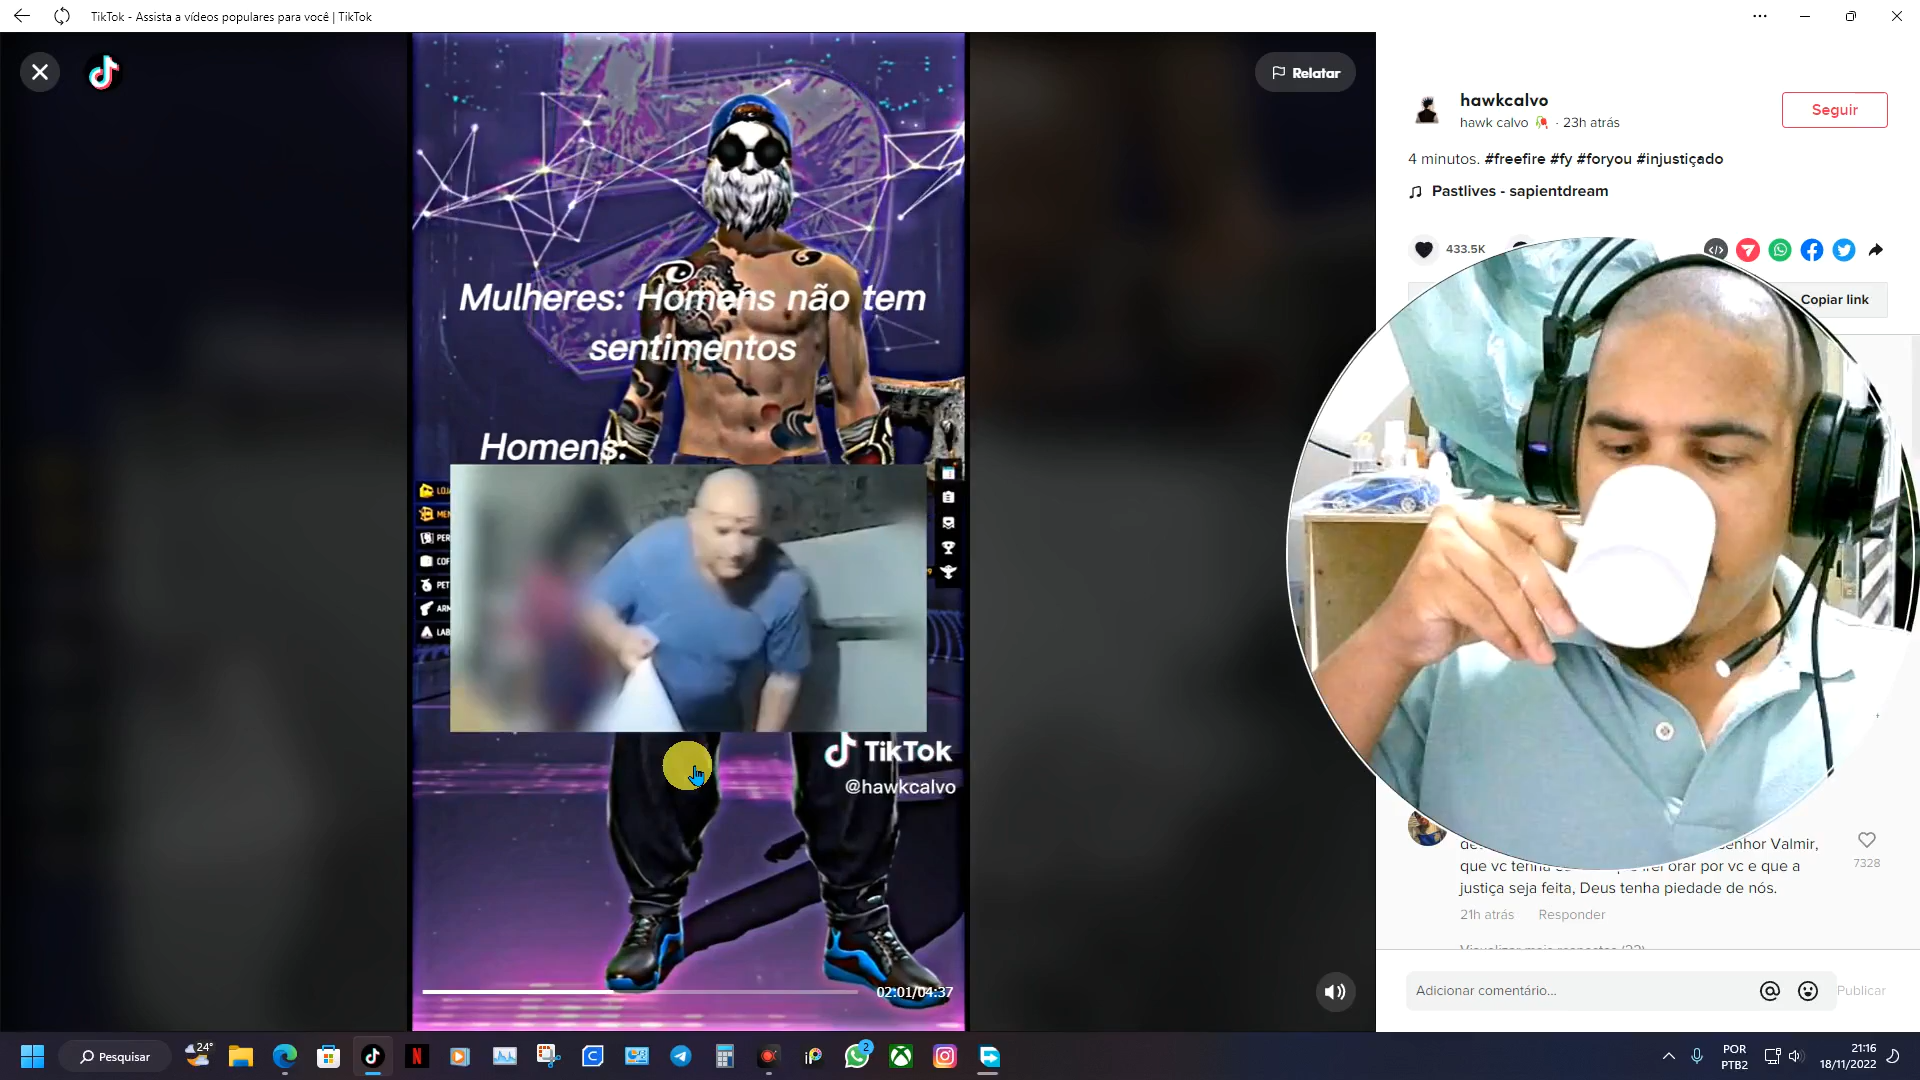 TikTok - Assista a vídeos populares para você | TikTok
Relatar
Mulheres: Homens não tem
sentimentos
Homens:
TikTok
@hawkcalvo
02:01/04:37
hawkcalvo
hawk calvo · 23h atrás
Seguir
4 minutos. #freefire #fy #foryou #injustiçado
Pastlives - sapientdream
433.5K
Copiar link
Valmir,
que vc orar por vc e que a
justiça seja feita, Deus tenha piedade de nós.
7328
21h atrás Responder
Adicionar comentário...
Publicar
Pesquisar
24°
2
POR
PTB2
21:16
18/11/2022